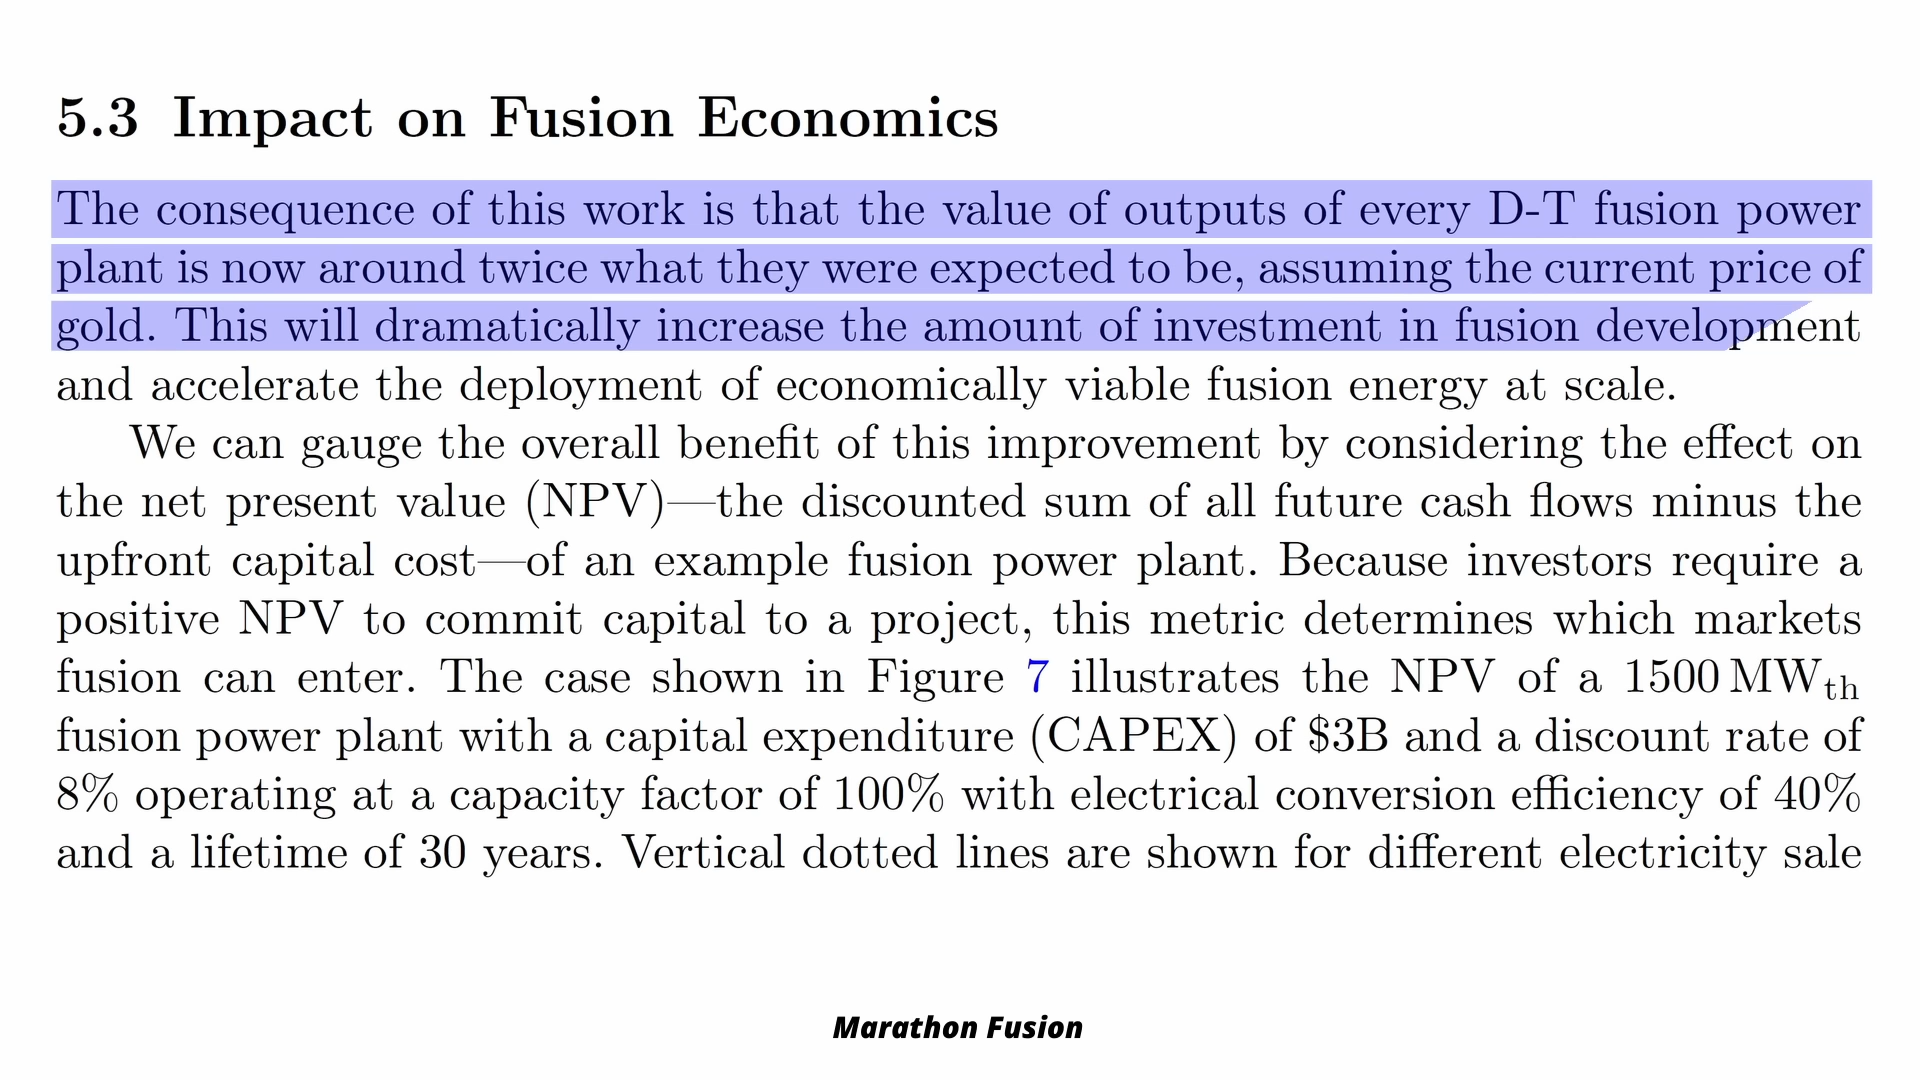 5.3 Impact on Fusion Economics
The consequence of this work is that the value of outputs of every D-T fusion power
plant is now around twice what they were expected to be, assuming the current price of
gold. This will dramatically increase the amount of investment in fusion development
and accelerate the deployment of economically viable fusion energy at scale.
We can gauge the overall benefit of this improvement by considering the effect on
the net present value (NPV)—the discounted sum of all future cash flows minus the
upfront capital cost—of an example fusion power plant. Because investors require a
positive NPV to commit capital to a project, this metric determines which markets
fusion can enter. The case shown in Figure 7 illustrates the NPV of a 1500 MWth
fusion power plant with a capital expenditure (CAPEX) of $3B and a discount rate of
8% operating at a capacity factor of 100% with electrical conversion efficiency of 40%
and a lifetime of 30 years. Vertical dotted lines are shown for different electricity sale
Marathon Fusion